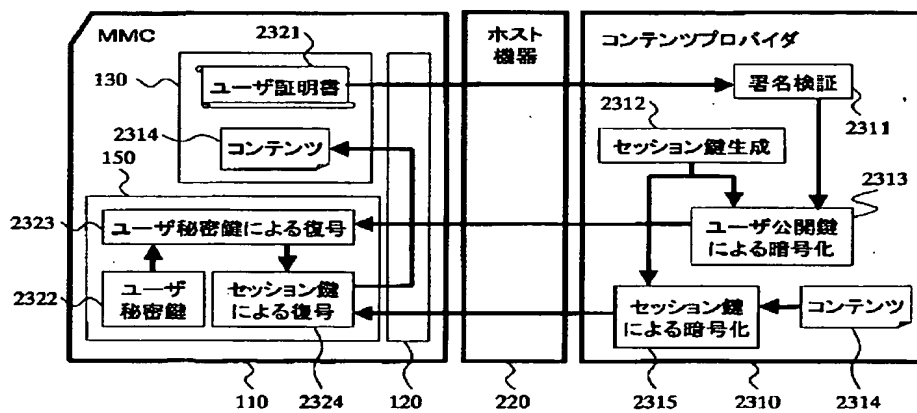 MMC
2321
130
ユーザ証明書
2314
コンテンツ
150
2323
ユーザ秘密鍵による復号
2322
ユーザ
秘密鍵
セッション鍵
による復号
110
2324
120
ホスト
機器
220
コンテンツプロバイダ
署名検証
2311
2312
セッション鍵生成
2313
ユーザ公開鍵
による暗号化
セッション鍵
による暗号化
コンテンツ
2315
2310
2314